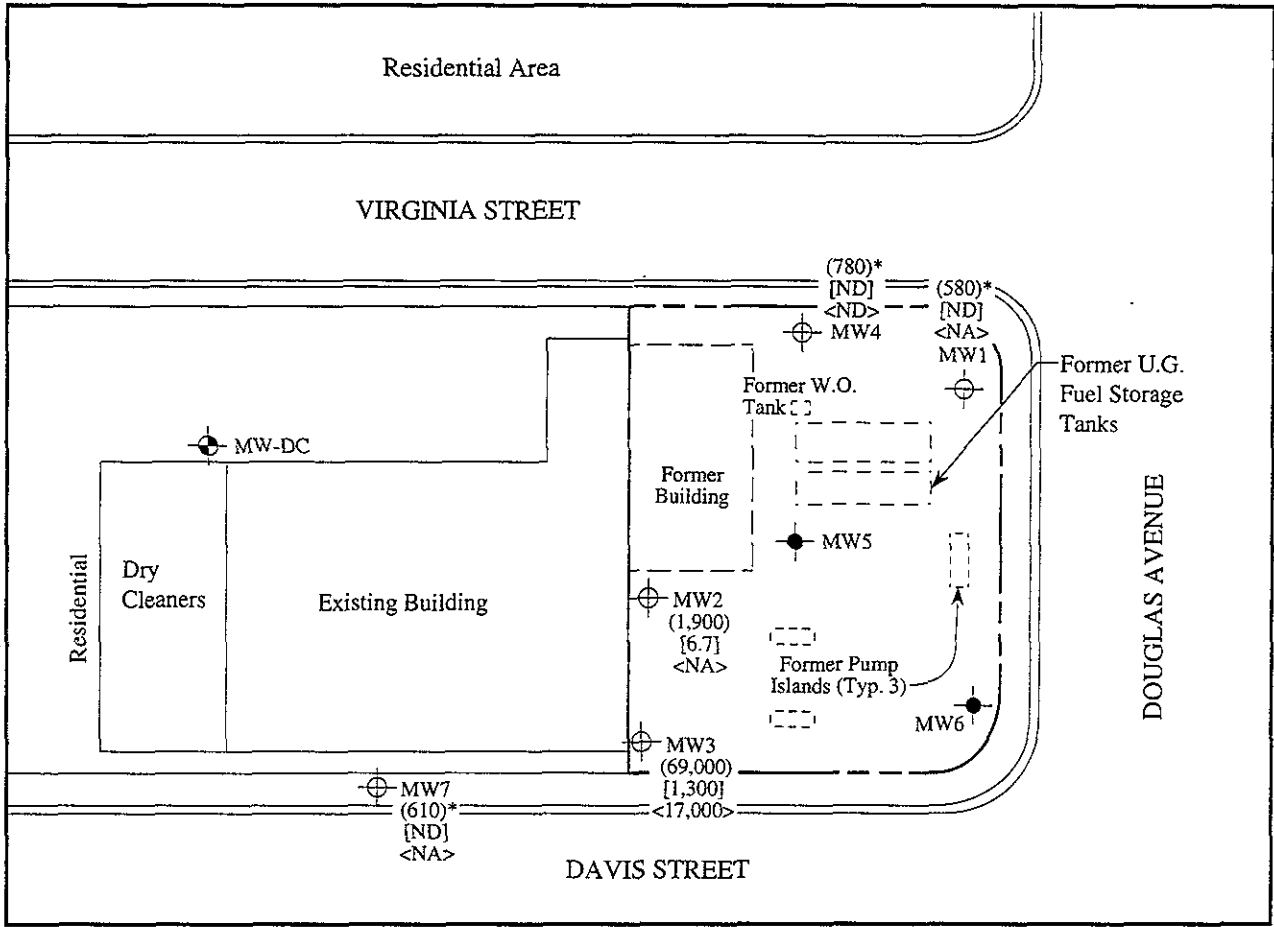 Residential Area
VIRGINIA STREET
(780)*
[ND]
<ND>
MW4
(580)*
[ND]
<NA>
MW1
Former U.G.
Fuel Storage
Tanks
Former W.O.
Tank
MW-DC
Former
Building
MW5
DOUGLAS AVENUE
Residential
Dry
Cleaners
Existing Building
MW2
(1,900)
[6.7]
<NA>
Former Pump
Islands (Typ. 3)
MW6
MW3
(69,000)
[1,300]
<17,000>
MW7
(610)*
[ND]
<NA>
DAVIS STREET